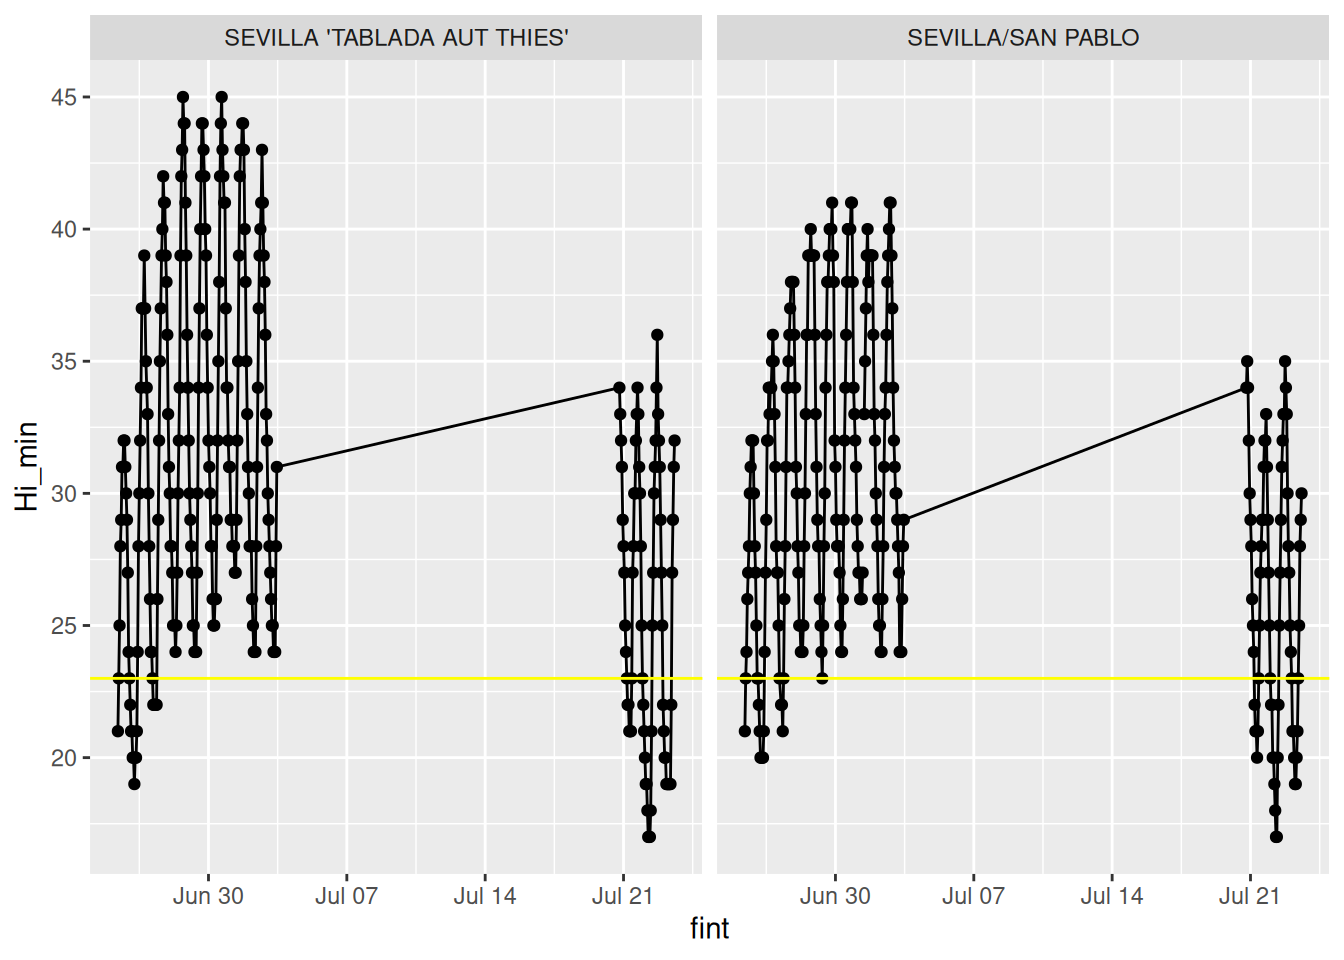 SEVILLA 'TABLADA AUT THIES'
SEVILLA/SAN PABLO
45
40
35
30
25
20
Hi_min
Jun 30
Jul 07
Jul 14
Jul 21
Jun 30
Jul 07
Jul 14
Jul 21
fint